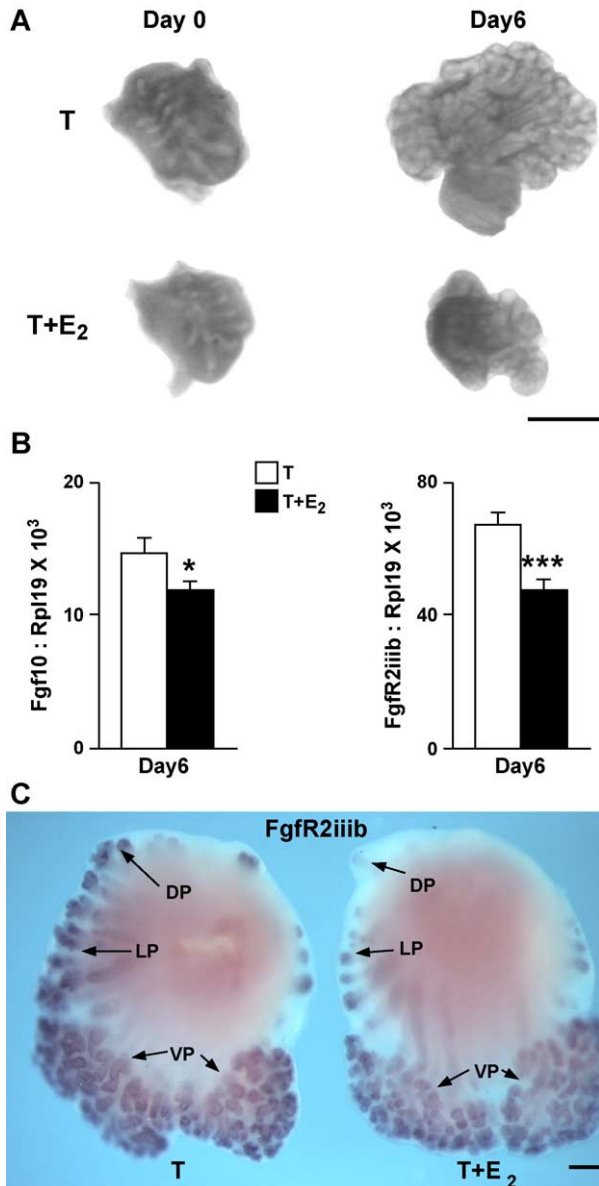 A
Day 0
Day6
T
T+E2
B
T
T+E2
Fgf10 : Rpl19 X 10³
20
10
0
*
Day6
FgfR2iiib : Rpl19 X 10³
80
40
0
***
Day6
C
FgfR2iiib
DP
DP
LP
LP
VP
VP
T
T+E 2